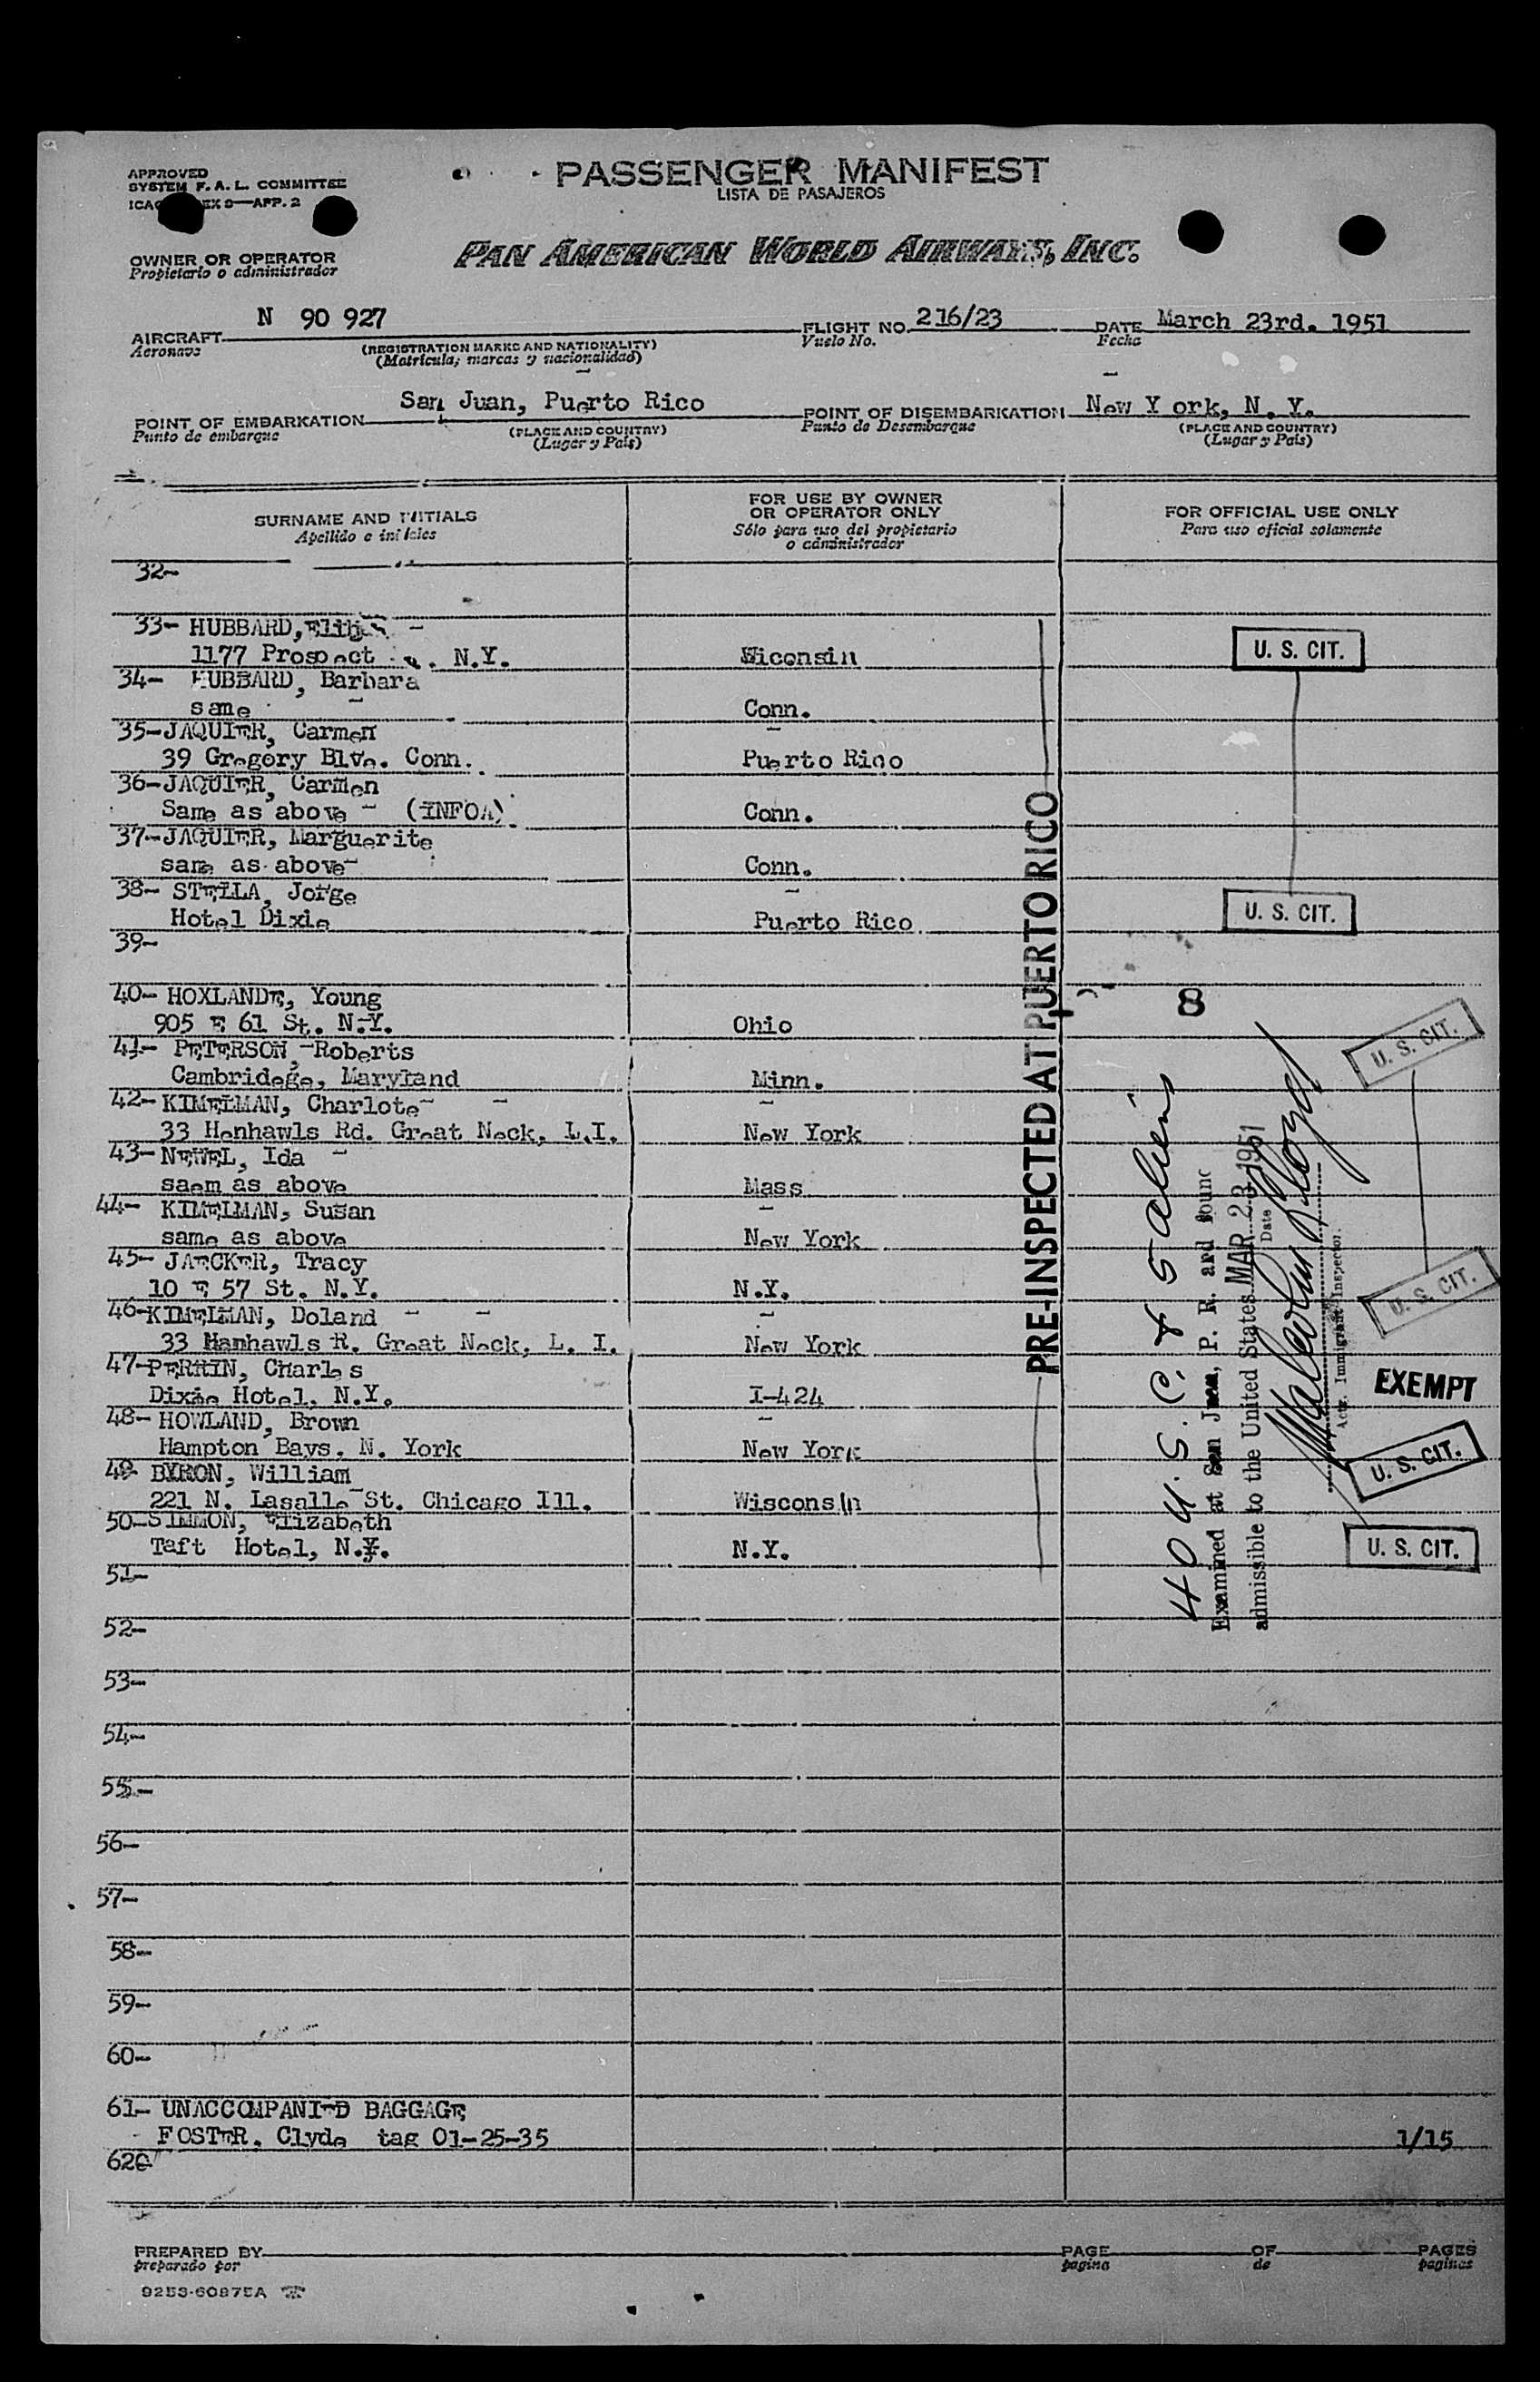 APPROVED
SYSTEM F. A. L. COMMITTEE
EX 9—APP. 2
PASSENGER MANIFEST
LISTA DE PASAJEROS
OWNER OR OPERATOR
Propietario o administrador
PAN AMERICAN WORLD AIRWAYS, INC.
AIRCRAFT N 90 927 FLIGHT NO. 216/23 DATE March 23rd. 1951
Aeronave (REGISTRATION MARKS AND NATIONALITY) Vuelo No. Fecha
(Matricula; marcas y nacionalidad)
POINT OF EMBARKATION San Juan, Puerto Rico POINT OF DISEMBARKATION New Y ork, N. Y.
Punto de embarque (PLACE AND COUNTRY) Punto de Desembarque (PLACE AND COUNTRY)
(Lugar y País) (Lugar y País)
SURNAME AND INITIALS
Apellido e iniciales
FOR USE BY OWNER
OR OPERATOR ONLY
Sólo para uso del propietario
o administrador
FOR OFFICIAL USE ONLY
Para uso oficial solamente
32-
33- HUBBARD,
1177 Prospect N.Y. Wiconsin U. S. CIT.
34- HUBBARD, Barbara
same Conn.
35-JAQUIER, Carmen
39 Gregory Blve. Conn. Puerto Rico
36-JAQUIER, Carmen
Same as above (INFOA) Conn.
37-JAQUIER, Marguerite
same as above Conn.
38- STELLA, Jorge
Hotel Dixie Puerto Rico U. S. CIT.
39-
40- HOXLANDE, Young 8
905 E 61 St. N.Y. Ohio U. S. CIT.
41- PETERSON, Roberts
Cambridege, Maryland Minn.
42- KIMELMAN, Charlote
33 Henhawls Rd. Great Neck, L.I. New York
43- NEWEL, Ida
saem as above Mass
44- KIMELMAN, Susan
same as above New York
45- JAECKER, Tracy
10 E 57 St. N.Y. N.Y. U. S. CIT.
46-KIMELMAN, Doland
33 Hanhawls R. Great Neck, L. I. New York
47-PERRIN, Charles
Dixie Hotel, N.Y. I-424 EXEMPT
48- HOWLAND, Brown
Hampton Bays, N. York New York U. S. CIT.
49- BYRON, William
221 N. Lasalle St. Chicago Ill. Wisconsin
50-SIMMON, Elizabeth
Taft Hotel, N.Y. N.Y. U. S. CIT.
PRE-INSPECTED AT PUERTO RICO
40 U. S. C. & 5 aliens
Examined at San Juan, P. R. and found
admissible to the United States MAR 23 1951
Date
Actg. Immigrant Inspector.
51-
52-
53-
54-
55-
56-
57-
58-
59-
60-
61- UNACCOMPANIED BAGGAGE
FOSTER, Clyde tag 01-25-35 1/15
62
PREPARED BY PAGE OF PAGES
preparado por pagina de paginas
9253-60875A